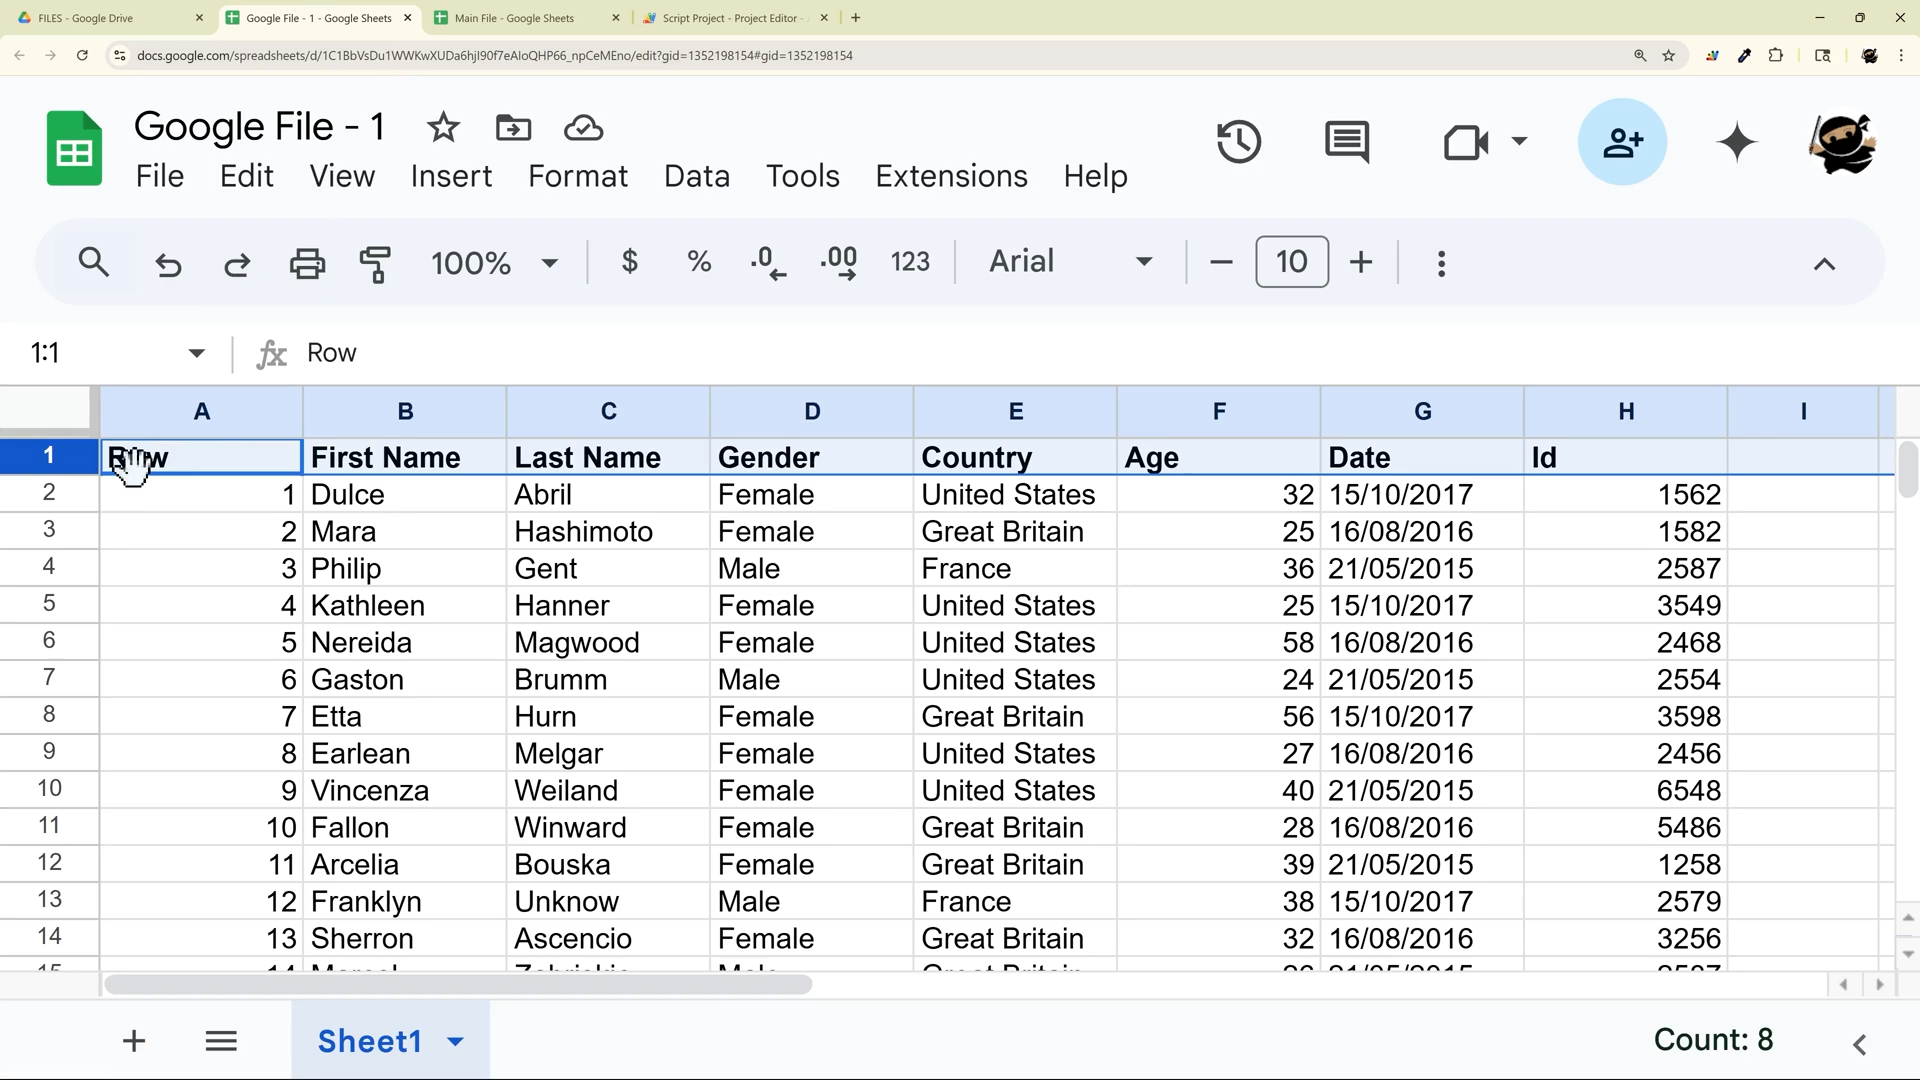 FILES - Google Drive
Google File - 1 - Google Sheets
Main File - Google Sheets
Script Project - Project Editor -
docs.google.com/spreadsheets/d/1C1BbVsDu1WWKwXUDa6hjI90f7eAIoQHP66_npCeMEno/edit?gid=1352198154#gid=1352198154
Google File - 1
File Edit View Insert Format Data Tools Extensions Help
100% $ % .0 .00 123 Arial 10
1:1 fx Row
A B C D E F G H I
1 Row First Name Last Name Gender Country Age Date Id
2 1 Dulce Abril Female United States 32 15/10/2017 1562
3 2 Mara Hashimoto Female Great Britain 25 16/08/2016 1582
4 3 Philip Gent Male France 36 21/05/2015 2587
5 4 Kathleen Hanner Female United States 25 15/10/2017 3549
6 5 Nereida Magwood Female United States 58 16/08/2016 2468
7 6 Gaston Brumm Male United States 24 21/05/2015 2554
8 7 Etta Hurn Female Great Britain 56 15/10/2017 3598
9 8 Earlean Melgar Female United States 27 16/08/2016 2456
10 9 Vincenza Weiland Female United States 40 21/05/2015 6548
11 10 Fallon Winward Female Great Britain 28 16/08/2016 5486
12 11 Arcelia Bouska Female Great Britain 39 21/05/2015 1258
13 12 Franklyn Unknow Male France 38 15/10/2017 2579
14 13 Sherron Ascencio Female Great Britain 32 16/08/2016 3256
Sheet1 Count: 8